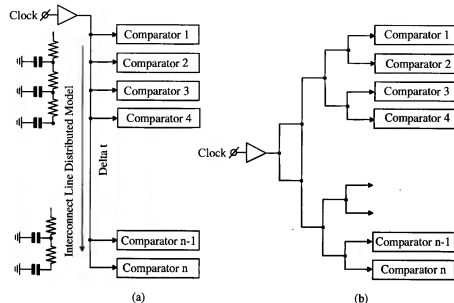 Clock
Comparator 1
Comparator 2
Comparator 3
Comparator 4
Interconnect Line Distributed Model
Delta t
Comparator n-1
Comparator n
(a)
Clock
Comparator 1
Comparator 2
Comparator 3
Comparator 4
Comparator n-1
Comparator n
(b)